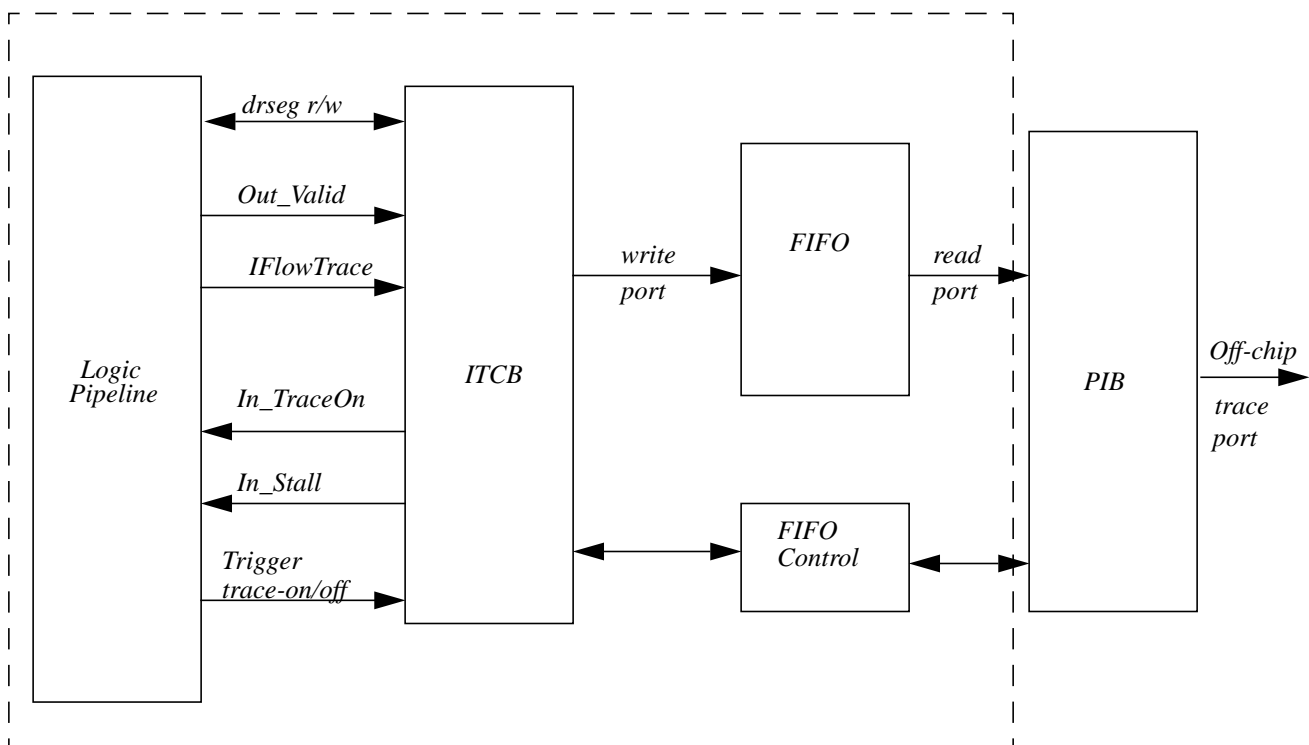 drseg r/w
Out_Valid
IFlowTrace
Logic
Pipeline
In_TraceOn
In_Stall
Trigger
trace-on/off
ITCB
write
port
FIFO
read
port
FIFO
Control
PIB
Off-chip
trace
port